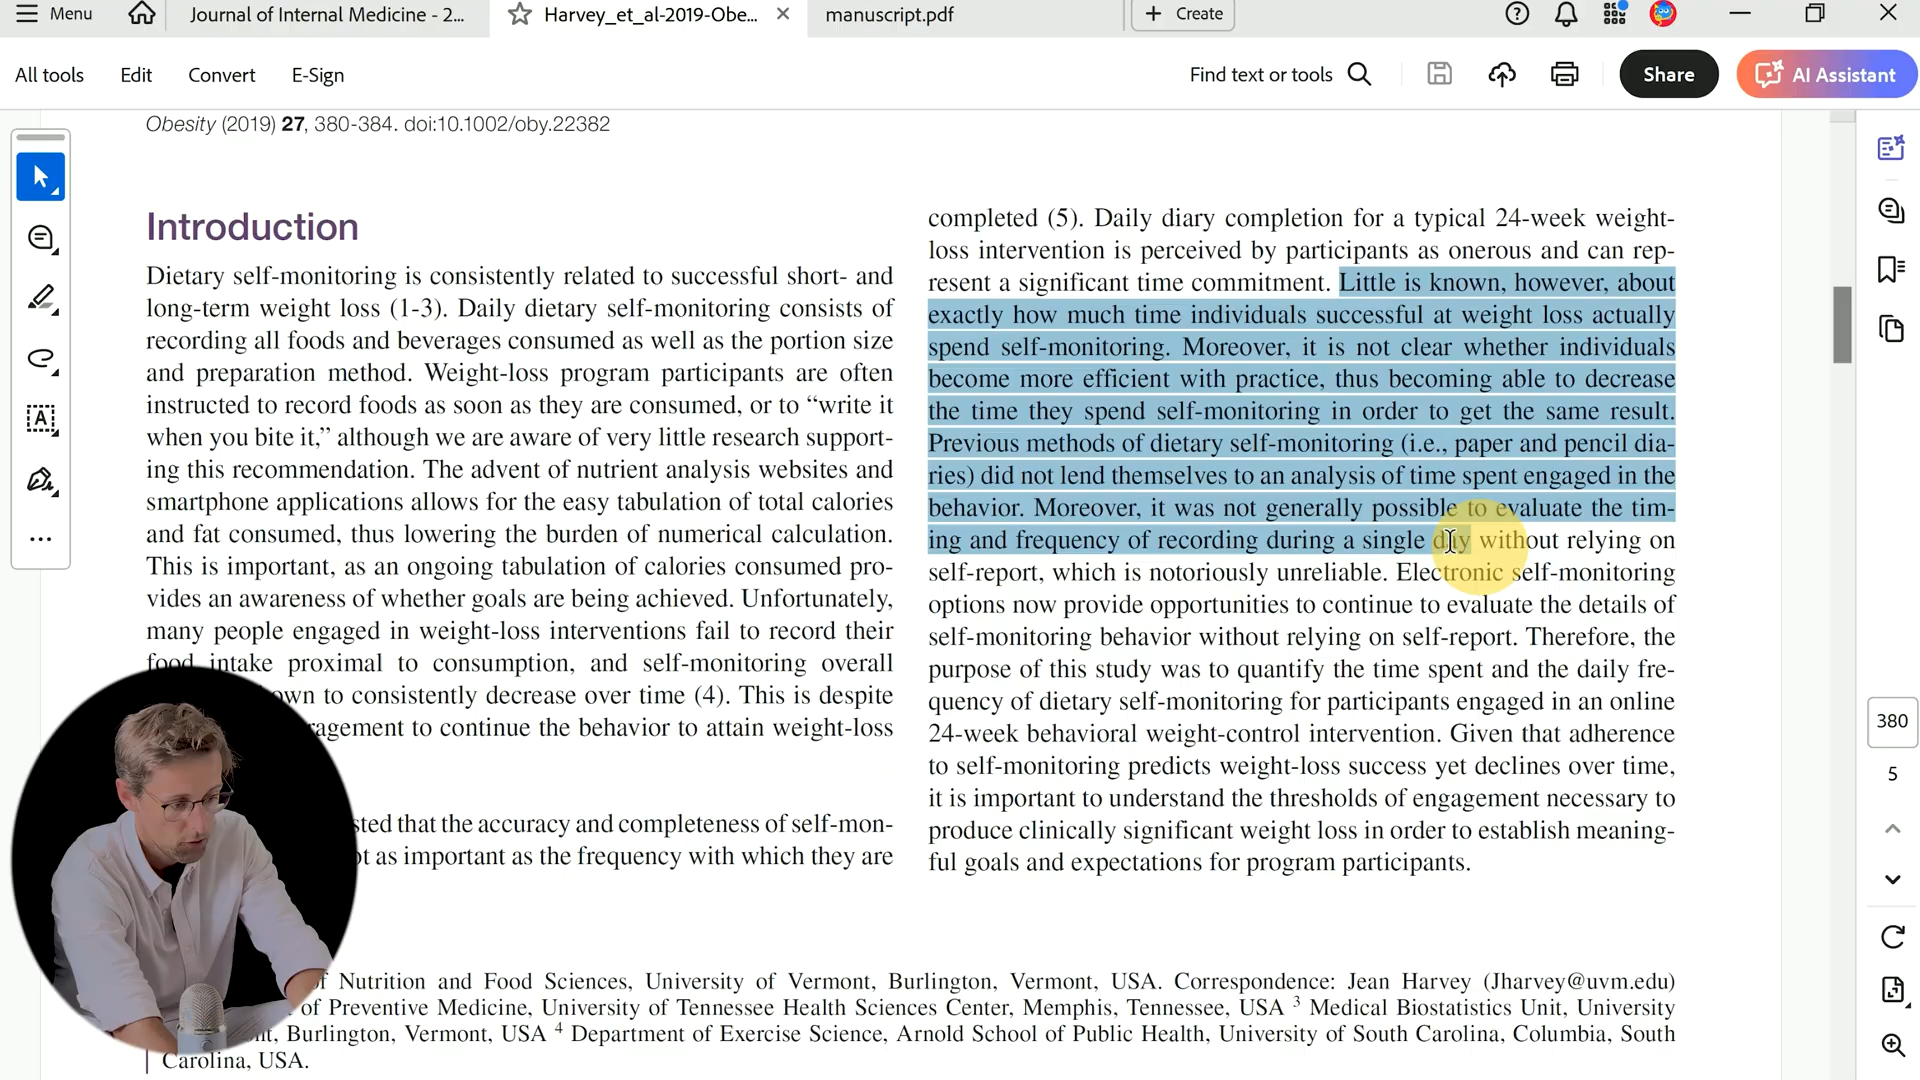 Menu
Journal of Internal Medicine - 2...
Harvey_et_al-2019-Obe...
manuscript.pdf
Create
All tools
Edit
Convert
E-Sign
Find text or tools
Share
AI Assistant
Obesity (2019) 27, 380-384. doi:10.1002/oby.22382
Introduction
Dietary self-monitoring is consistently related to successful short- and
long-term weight loss (1-3). Daily dietary self-monitoring consists of
recording all foods and beverages consumed as well as the portion size
and preparation method. Weight-loss program participants are often
instructed to record foods as soon as they are consumed, or to “write it
when you bite it,” although we are aware of very little research support-
ing this recommendation. The advent of nutrient analysis websites and
smartphone applications allows for the easy tabulation of total calories
and fat consumed, thus lowering the burden of numerical calculation.
This is important, as an ongoing tabulation of calories consumed pro-
vides an awareness of whether goals are being achieved. Unfortunately,
many people engaged in weight-loss interventions fail to record their
food intake proximal to consumption, and self-monitoring overall
own to consistently decrease over time (4). This is despite
ragement to continue the behavior to attain weight-loss
sted that the accuracy and completeness of self-mon-
ot as important as the frequency with which they are
completed (5). Daily diary completion for a typical 24-week weight-
loss intervention is perceived by participants as onerous and can rep-
resent a significant time commitment. Little is known, however, about
exactly how much time individuals successful at weight loss actually
spend self-monitoring. Moreover, it is not clear whether individuals
become more efficient with practice, thus becoming able to decrease
the time they spend self-monitoring in order to get the same result.
Previous methods of dietary self-monitoring (i.e., paper and pencil dia-
ries) did not lend themselves to an analysis of time spent engaged in the
behavior. Moreover, it was not generally possible to evaluate the tim-
ing and frequency of recording during a single day without relying on
self-report, which is notoriously unreliable. Electronic self-monitoring
options now provide opportunities to continue to evaluate the details of
self-monitoring behavior without relying on self-report. Therefore, the
purpose of this study was to quantify the time spent and the daily fre-
quency of dietary self-monitoring for participants engaged in an online
24-week behavioral weight-control intervention. Given that adherence
to self-monitoring predicts weight-loss success yet declines over time,
it is important to understand the thresholds of engagement necessary to
produce clinically significant weight loss in order to establish meaning-
ful goals and expectations for program participants.
f Nutrition and Food Sciences, University of Vermont, Burlington, Vermont, USA. Correspondence: Jean Harvey (Jharvey@uvm.edu)
of Preventive Medicine, University of Tennessee Health Sciences Center, Memphis, Tennessee, USA 3 Medical Biostatistics Unit, University
nt, Burlington, Vermont, USA 4 Department of Exercise Science, Arnold School of Public Health, University of South Carolina, Columbia, South
Carolina, USA.
380
5